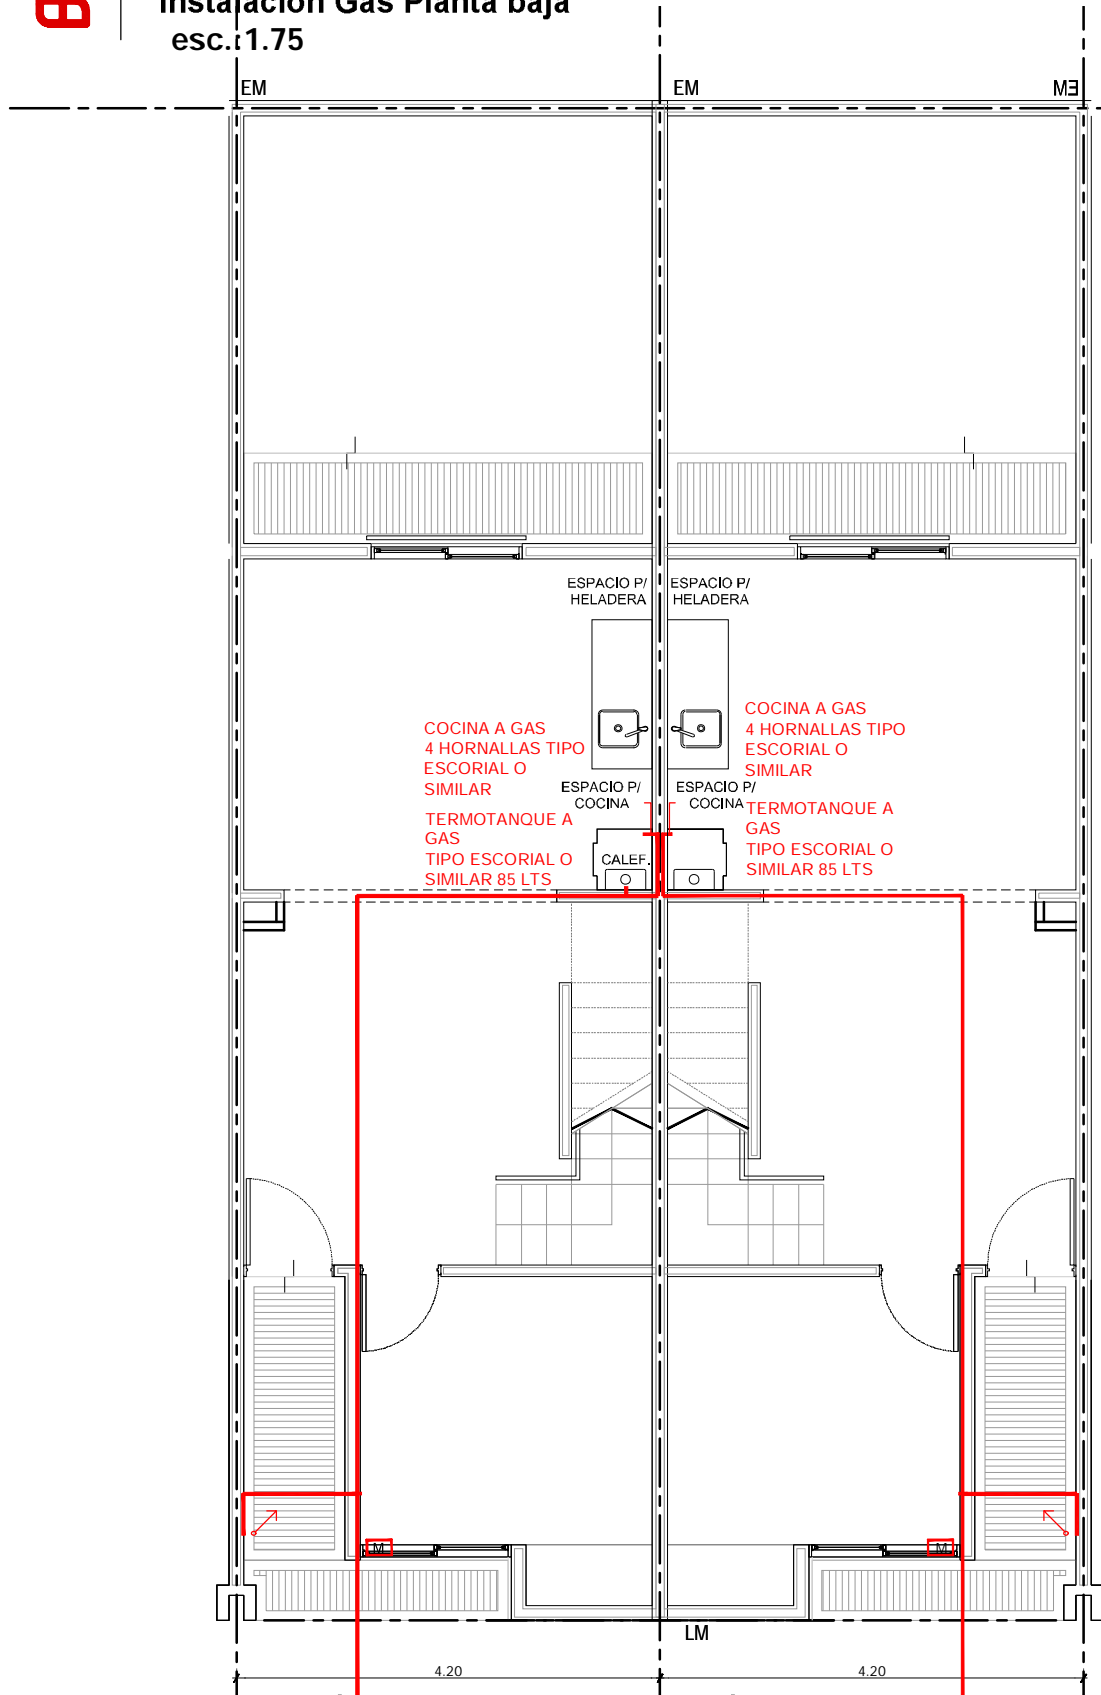 Instalación Gas Planta baja
esc.:1.75
EM
EM
EM
ESPACIO P/
HELADERA
ESPACIO P/
HELADERA
COCINA A GAS
4 HORNALLAS TIPO
ESCORIAL O
SIMILAR
COCINA A GAS
4 HORNALLAS TIPO
ESCORIAL O
SIMILAR
ESPACIO P/
COCINA
ESPACIO P/
COCINA
TERMOTANQUE A
GAS
TIPO ESCORIAL O
SIMILAR 85 LTS
TERMOTANQUE A
GAS
TIPO ESCORIAL O
SIMILAR 85 LTS
CALEF.
M
M
LM
4.20
4.20